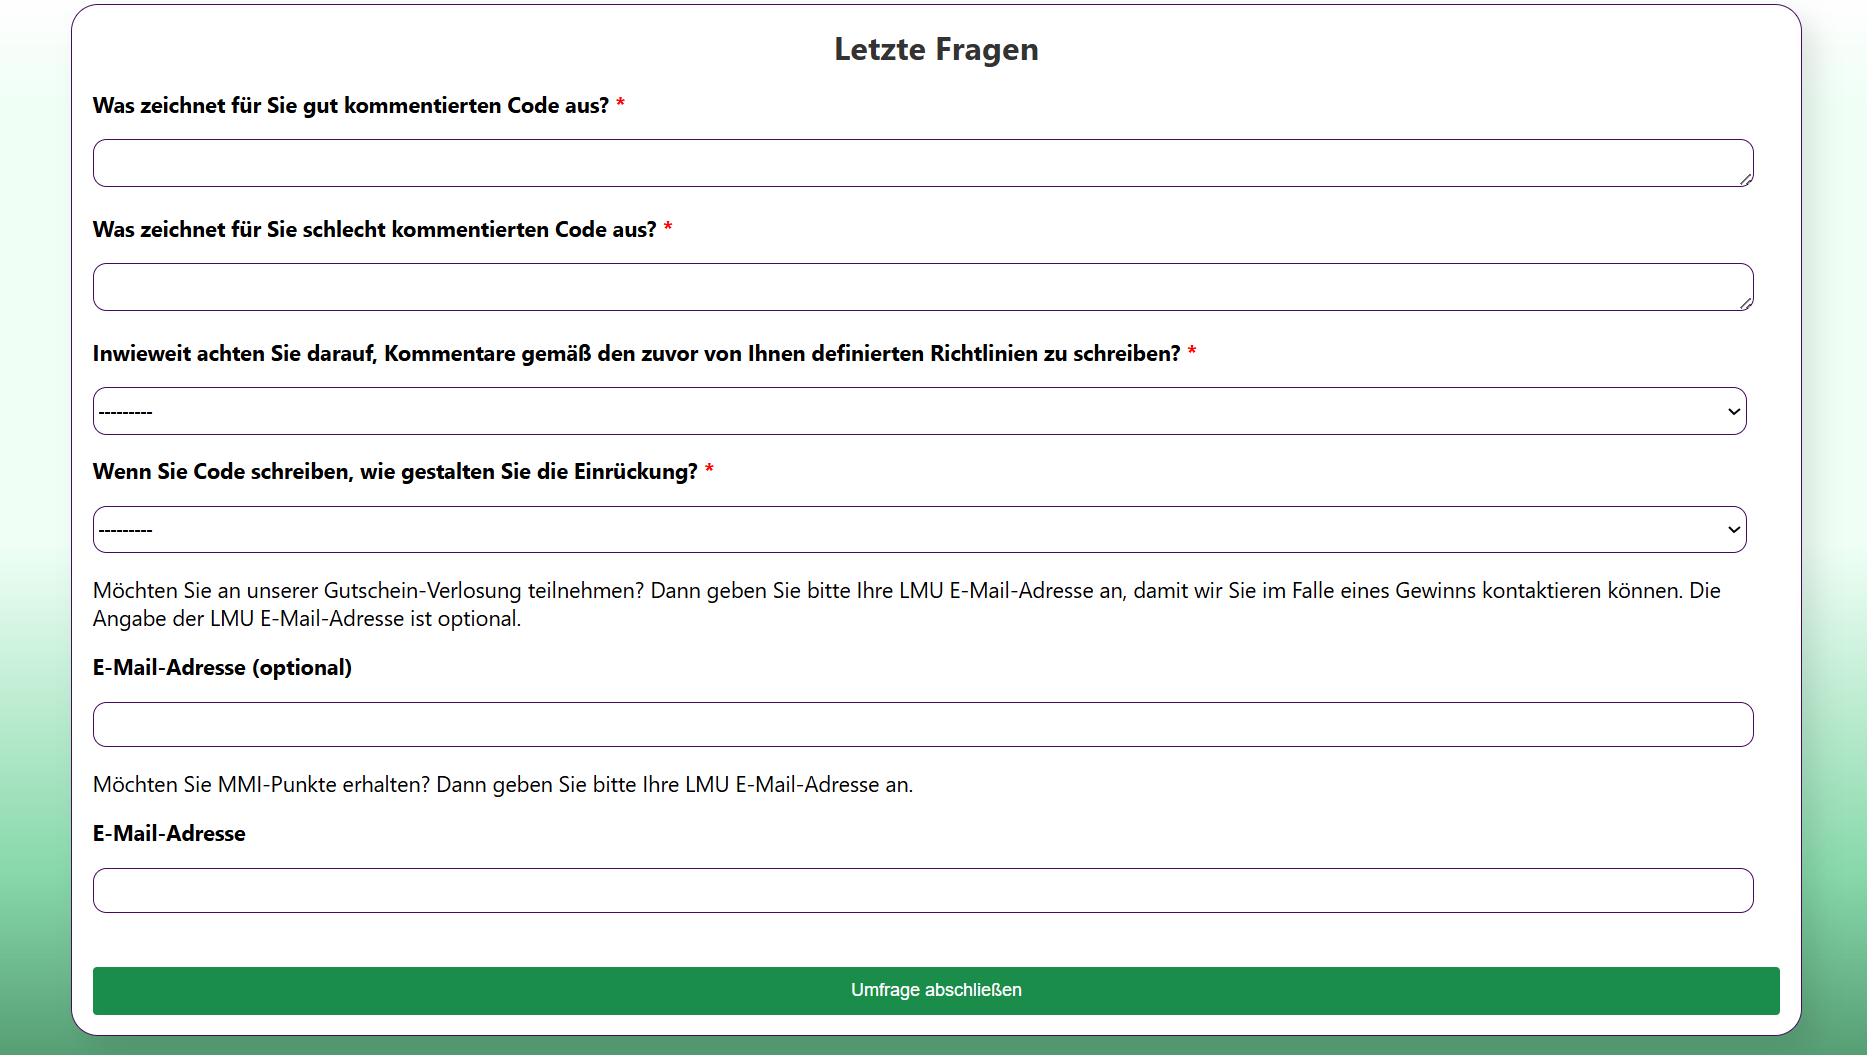 Letzte Fragen
Was zeichnet für Sie gut kommentierten Code aus? *
Was zeichnet für Sie schlecht kommentierten Code aus? *
Inwieweit achten Sie darauf, Kommentare gemäß den zuvor von Ihnen definierten Richtlinien zu schreiben? *
---------
Wenn Sie Code schreiben, wie gestalten Sie die Einrückung? *
---------
Möchten Sie an unserer Gutschein-Verlosung teilnehmen? Dann geben Sie bitte Ihre LMU E-Mail-Adresse an, damit wir Sie im Falle eines Gewinns kontaktieren können. Die
Angabe der LMU E-Mail-Adresse ist optional.
E-Mail-Adresse (optional)
Möchten Sie MMI-Punkte erhalten? Dann geben Sie bitte Ihre LMU E-Mail-Adresse an.
E-Mail-Adresse
Umfrage abschließen